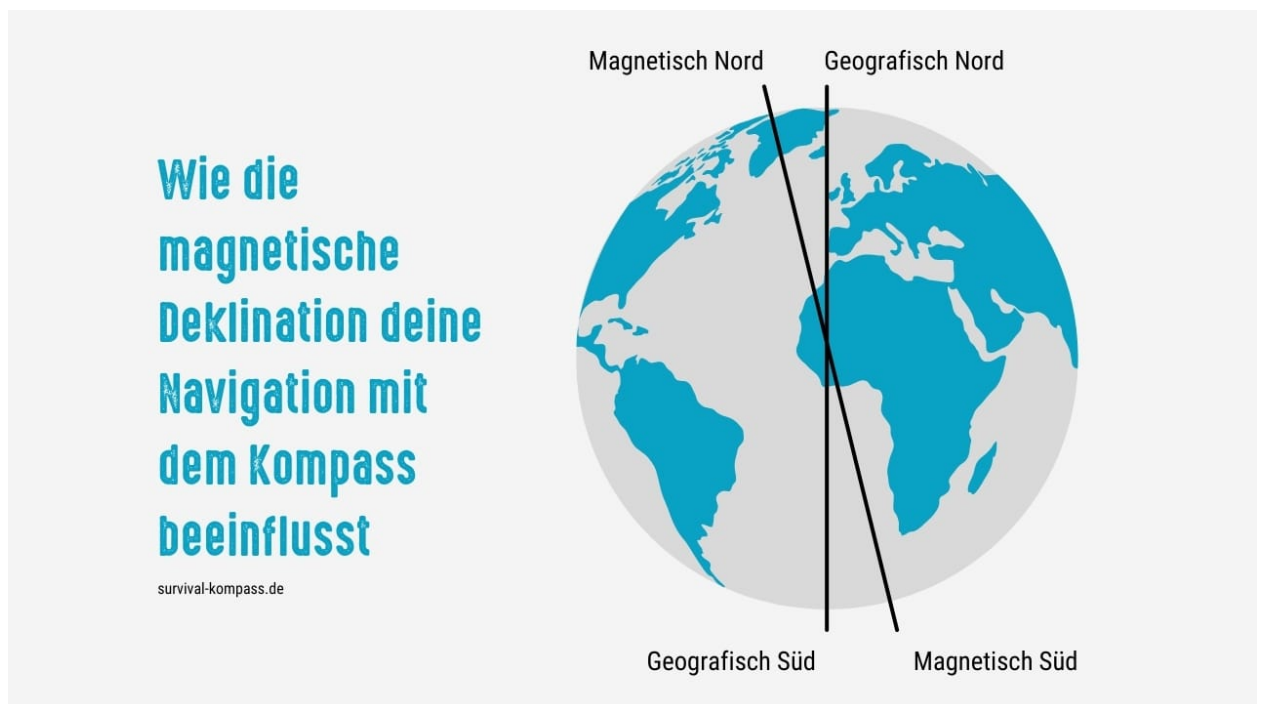 Magnetisch Nord
Geografisch Nord
Wie die
magnetische
Deklination deine
Navigation mit
dem Kompass
beeinflusst
survival-kompass.de
Geografisch Süd
Magnetisch Süd